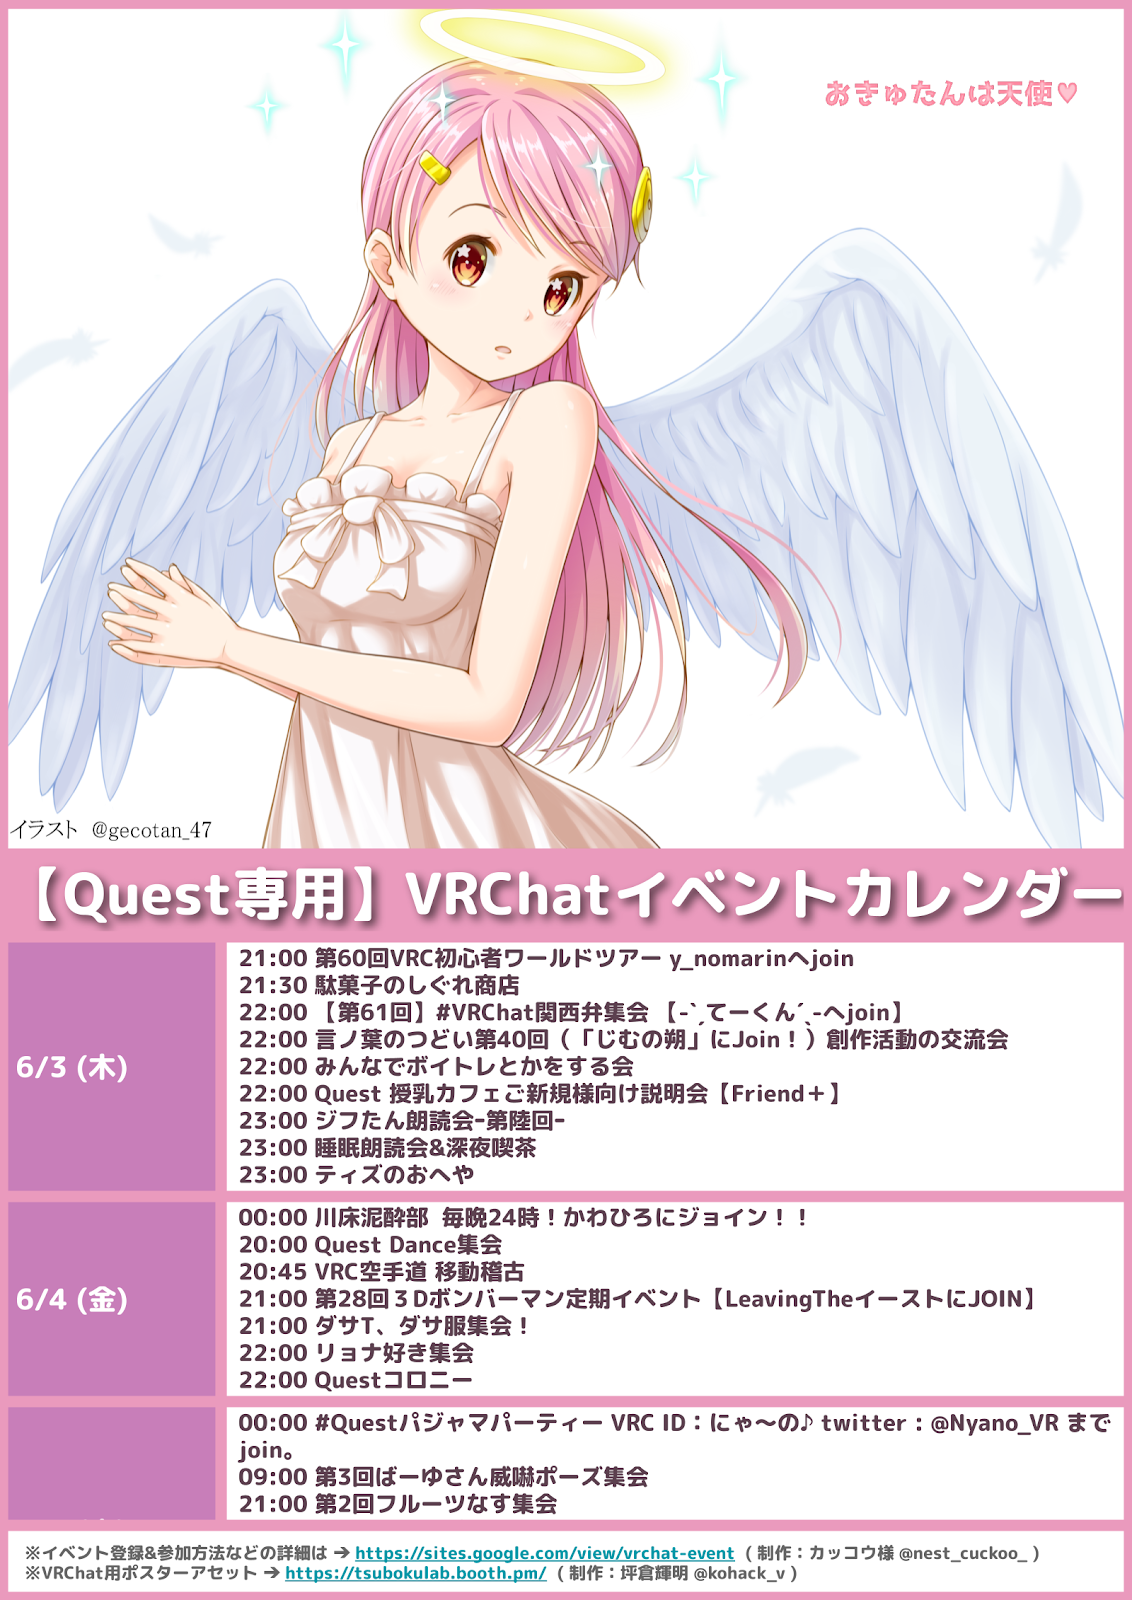 おきゅたんは天使♥
イラスト @gecotan_47
【Quest専用】VRChatイベントカレンダー
6/3 (木)
21:00 第60回VRC初心者ワールドツアー y_nomarinへjoin
21:30 駄菓子のしぐれ商店
22:00 【第61回】#VRChat関西弁集会 【-ˋˏてーくんˊˎ-へjoin】
22:00 言ノ葉のつどい第40回（「じむの朔」にJoin！）創作活動の交流会
22:00 みんなでボイトレとかをする会
22:00 Quest 授乳カフェご新規様向け説明会【Friend＋】
23:00 ジフたん朗読会-第陸回-
23:00 睡眠朗読会&深夜喫茶
23:00 ティズのおへや
6/4 (金)
00:00 川床泥酔部 毎晩24時！かわひろにジョイン！！
20:00 Quest Dance集会
20:45 VRC空手道 移動稽古
21:00 第28回３Dボンバーマン定期イベント【LeavingTheイーストにJOIN】
21:00 ダサT、ダサ服集会！
22:00 リョナ好き集会
22:00 Questコロニー
00:00 #Questパジャマパーティー VRC ID：にゃ～の♪ twitter：@Nyano_VR まで
join。
09:00 第3回ばーゆさん威嚇ポーズ集会
21:00 第2回フルーツなす集会
※イベント登録&参加方法などの詳細は → https://sites.google.com/view/vrchat-event （制作：カッコウ様 @nest_cuckoo_）
※VRChat用ポスターアセット → https://tsubokulab.booth.pm/ （制作：坪倉輝明 @kohack_v）